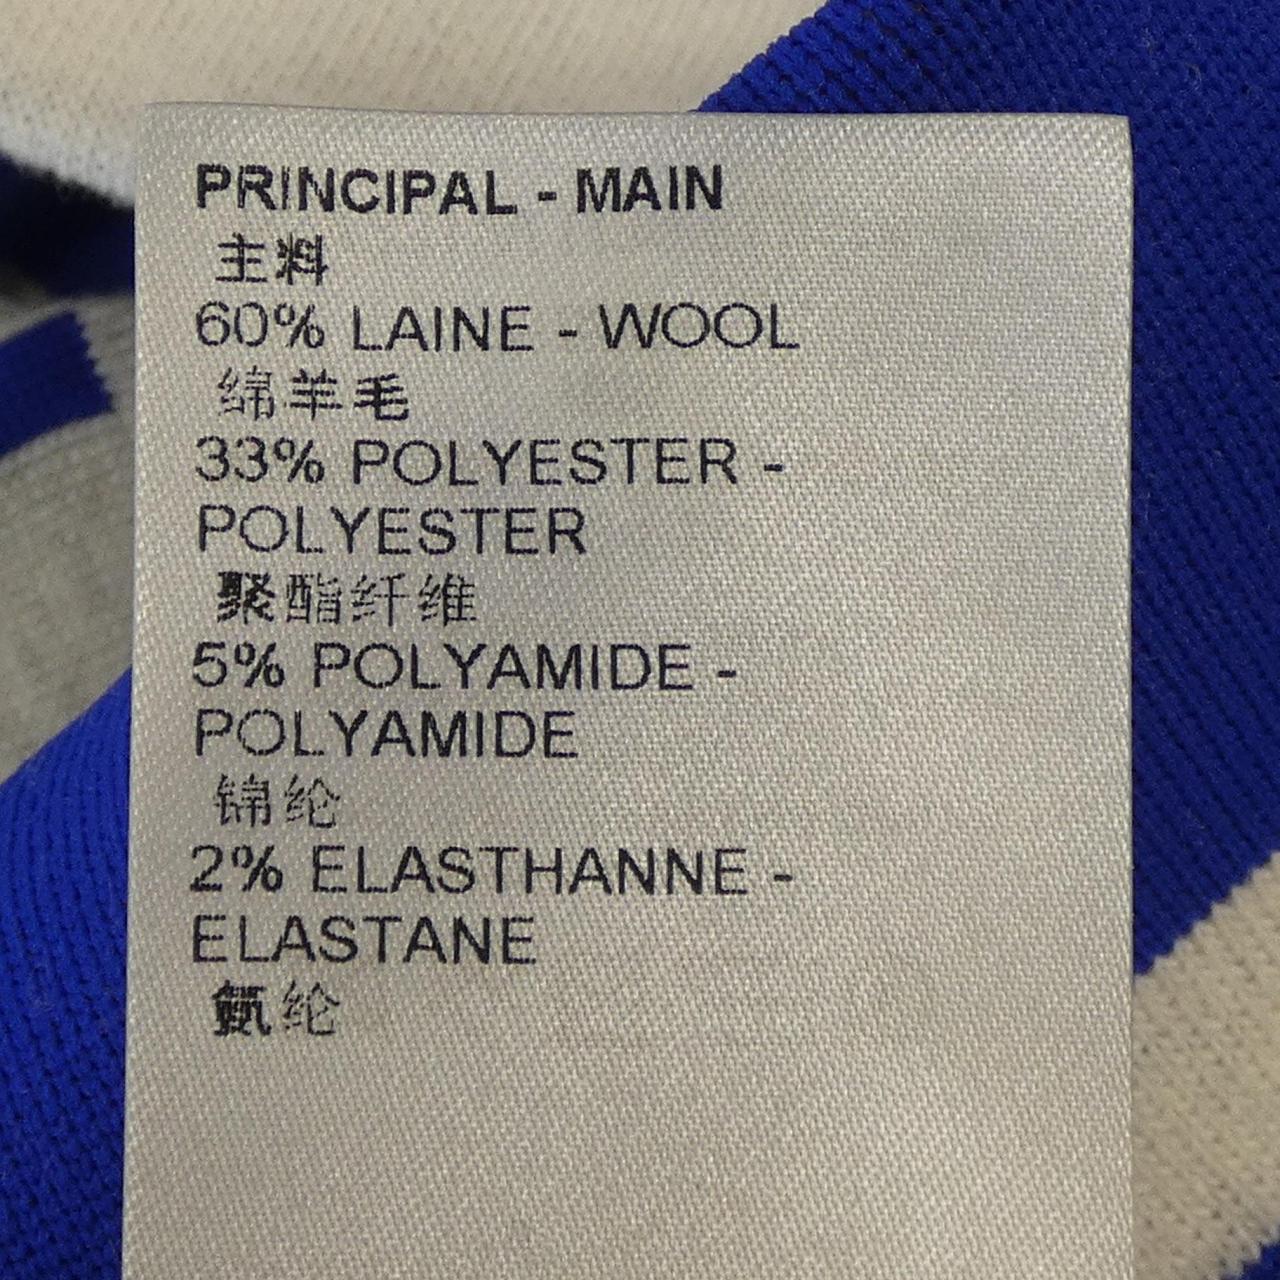 PRINCIPAL - MAIN
主料
60% LAINE - WOOL
绵羊毛
33% POLYESTER -
POLYESTER
聚酯纤维
5% POLYAMIDE -
POLYAMIDE
锦纶
2% ELASTHANNE -
ELASTANE
氨纶